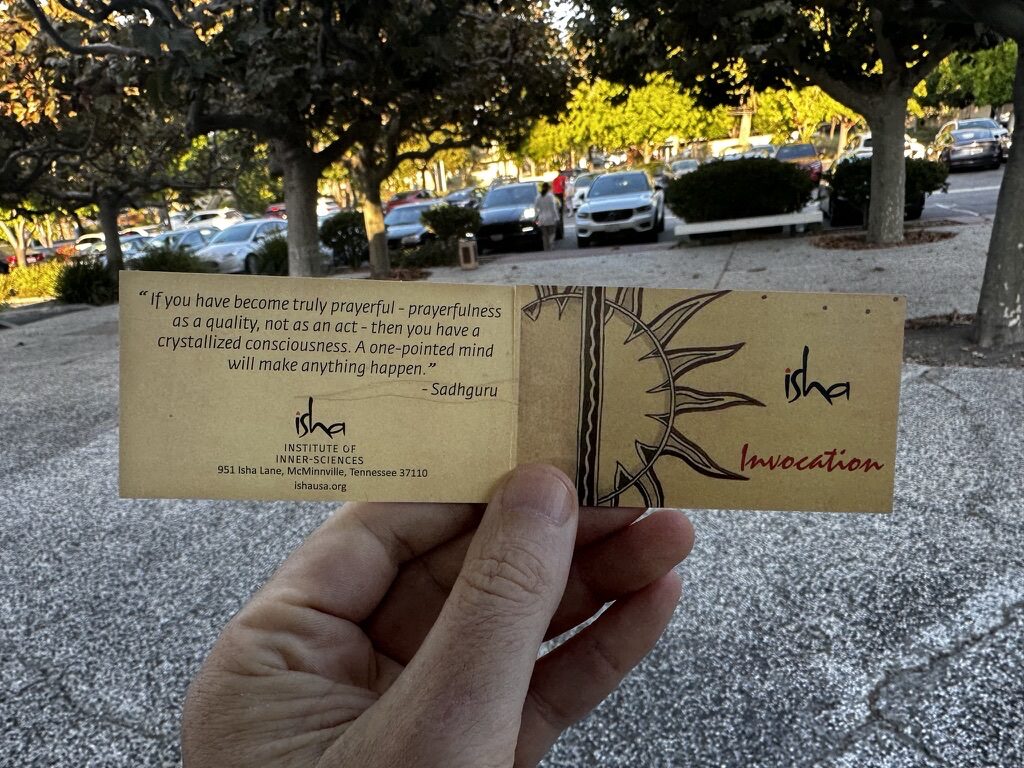 “ If you have become truly prayerful - prayerfulness
as a quality, not as an act - then you have a
crystallized consciousness. A one-pointed mind
will make anything happen.”
- Sadhguru
isha
INSTITUTE OF
INNER-SCIENCES
951 Isha Lane, McMinnville, Tennessee 37110
ishausa.org
isha
Invocation